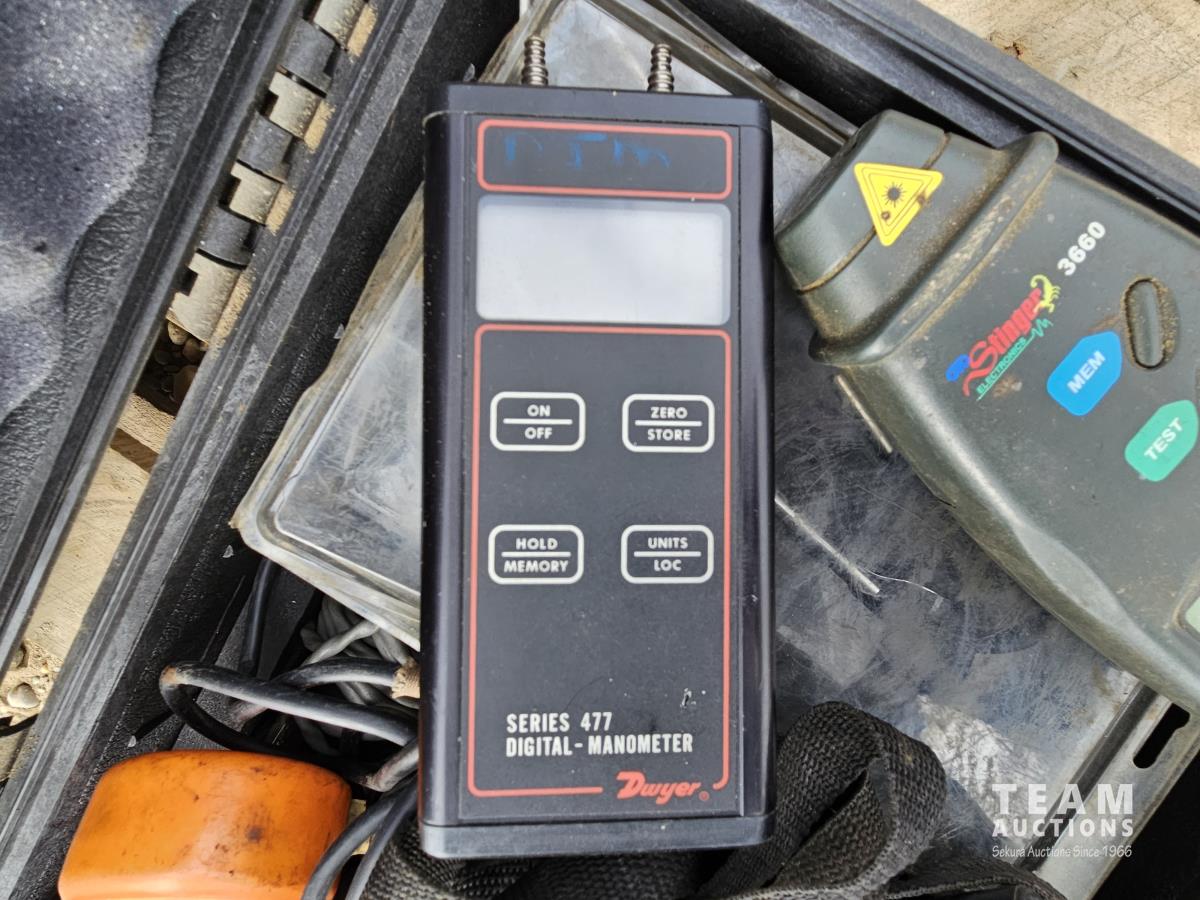 ON
OFF
ZERO
STORE
HOLD
MEMORY
UNITS
LOC
SERIES 477
DIGITAL-MANOMETER
Dwyer®
Stinger
ELECTRONICS
3660
MEM
TEST
TEAM
AUCTIONS
Sekura Auctions Since 1966